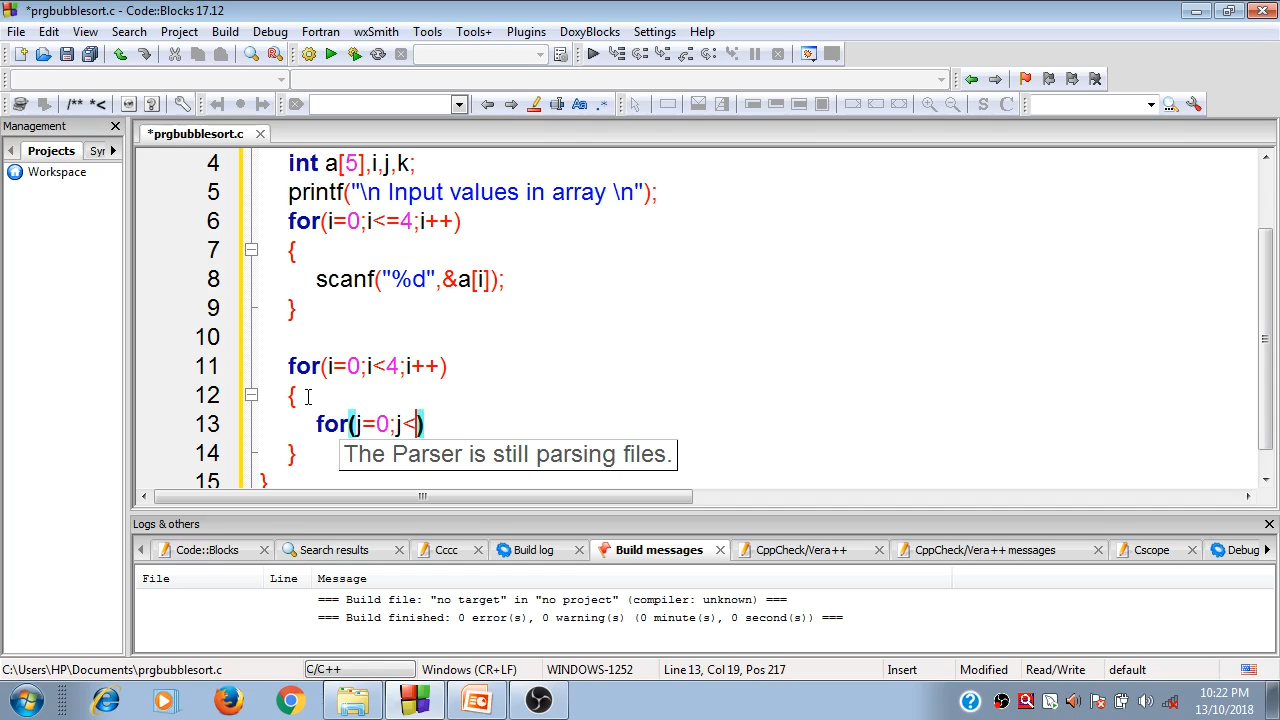 *prgbubblesort.c - Code::Blocks 17.12
File Edit View Search Project Build Debug Fortran wxSmith Tools Tools+ Plugins DoxyBlocks Settings Help
/** *<
Management
Projects Syr
Workspace
*prgbubblesort.c
4 int a[5],i,j,k;
5 printf("\n Input values in array \n");
6 for(i=0;i<=4;i++)
7 {
8 scanf("%d",&a[i]);
9 }
10
11 for(i=0;i<4;i++)
12 {
13 for(j=0;j<)
The Parser is still parsing files.
14 }
15 }
Logs & others
Code::Blocks Search results Cccc Build log Build messages CppCheck/Vera++ CppCheck/Vera++ messages Cscope Debug
File Line Message
=== Build file: "no target" in "no project" (compiler: unknown) ===
=== Build finished: 0 error(s), 0 warning(s) (0 minute(s), 0 second(s)) ===
C:\Users\HP\Documents\prgbubblesort.c C/C++ Windows (CR+LF) WINDOWS-1252 Line 13, Col 19, Pos 217 Insert Modified Read/Write default
10:22 PM
13/10/2018